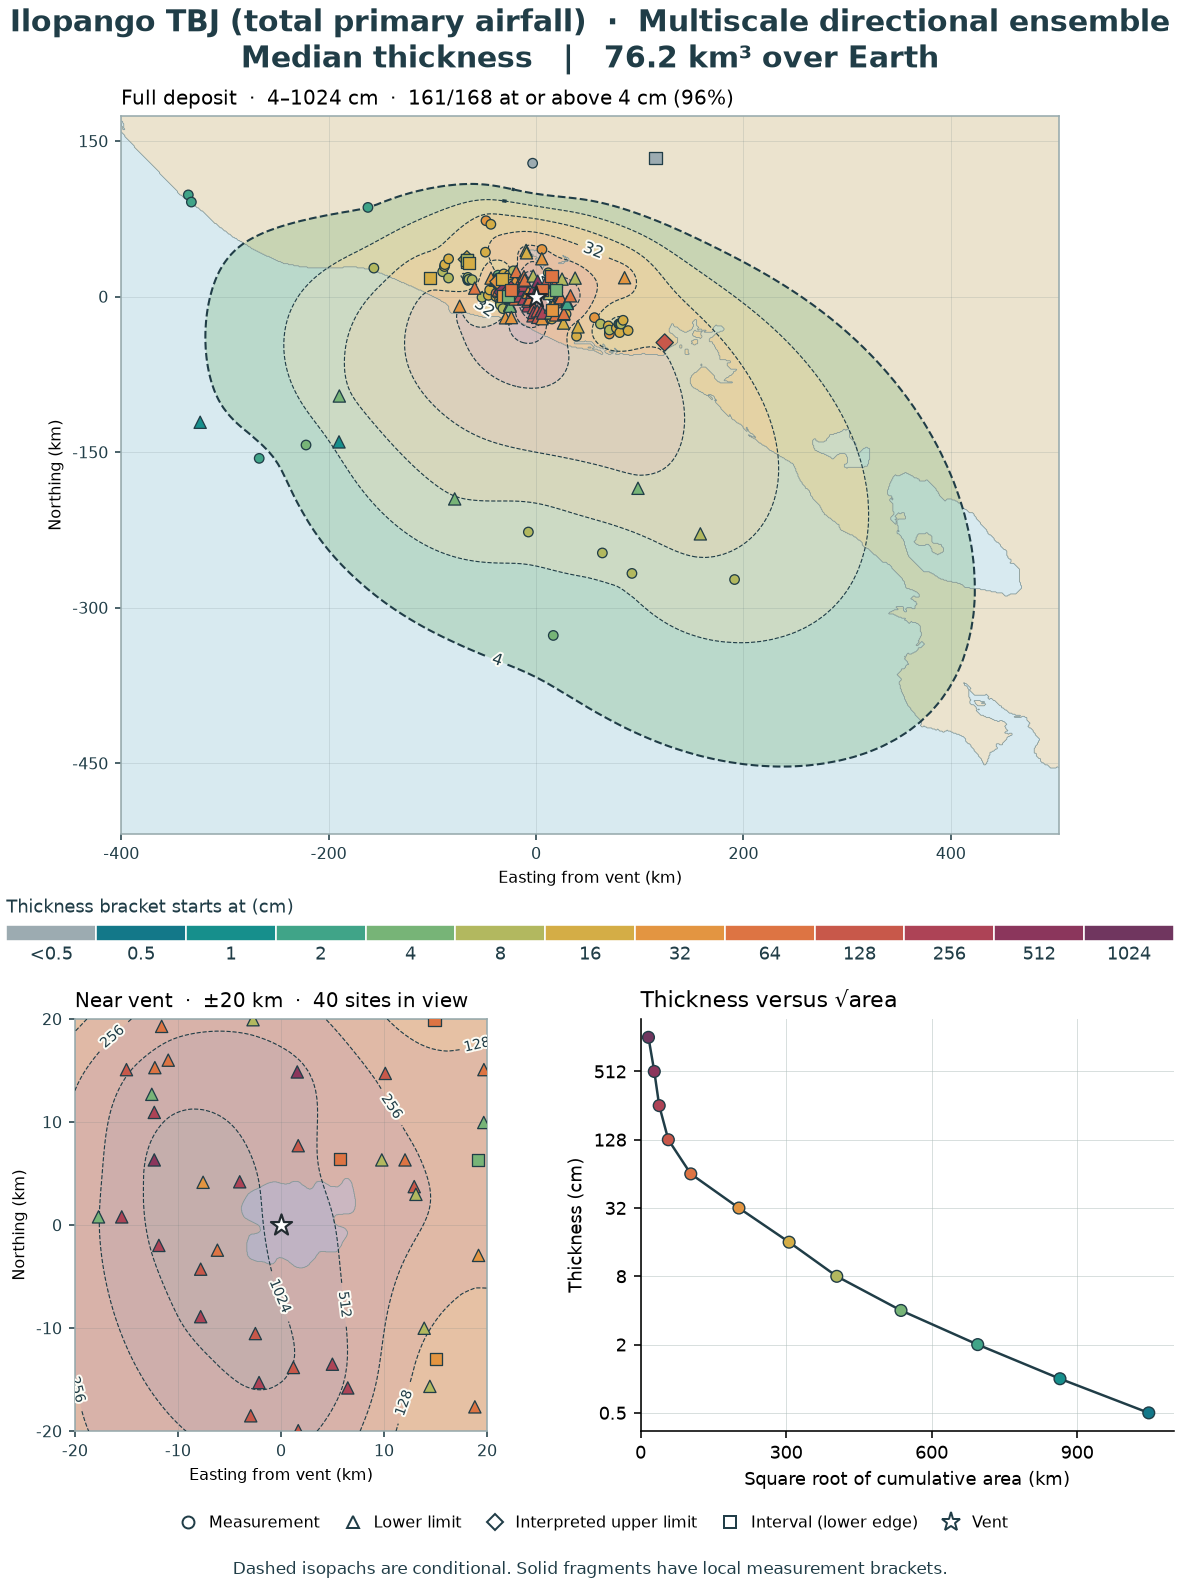 Ilopango TBJ (total primary airfall)  ·  Multiscale directional ensemble
Median thickness   |   76.2 km³ over Earth
Full deposit  ·  4–1024 cm  ·  161/168 at or above 4 cm (96%)
150
0
-150
-300
-450
Northing (km)
32
32
4
-400
-200
0
200
400
Easting from vent (km)
Thickness bracket starts at (cm)
<0.5
0.5
1
2
4
8
16
32
64
128
256
512
1024
Near vent  ·  ±20 km  ·  40 sites in view
20
10
0
-10
-20
Northing (km)
256
128
256
1024
512
256
128
-20
-10
0
10
20
Easting from vent (km)
Thickness versus √area
512
128
32
8
2
0.5
Thickness (cm)
0
300
600
900
Square root of cumulative area (km)
Measurement
Lower limit
Interpreted upper limit
Interval (lower edge)
Vent
Dashed isopachs are conditional. Solid fragments have local measurement brackets.